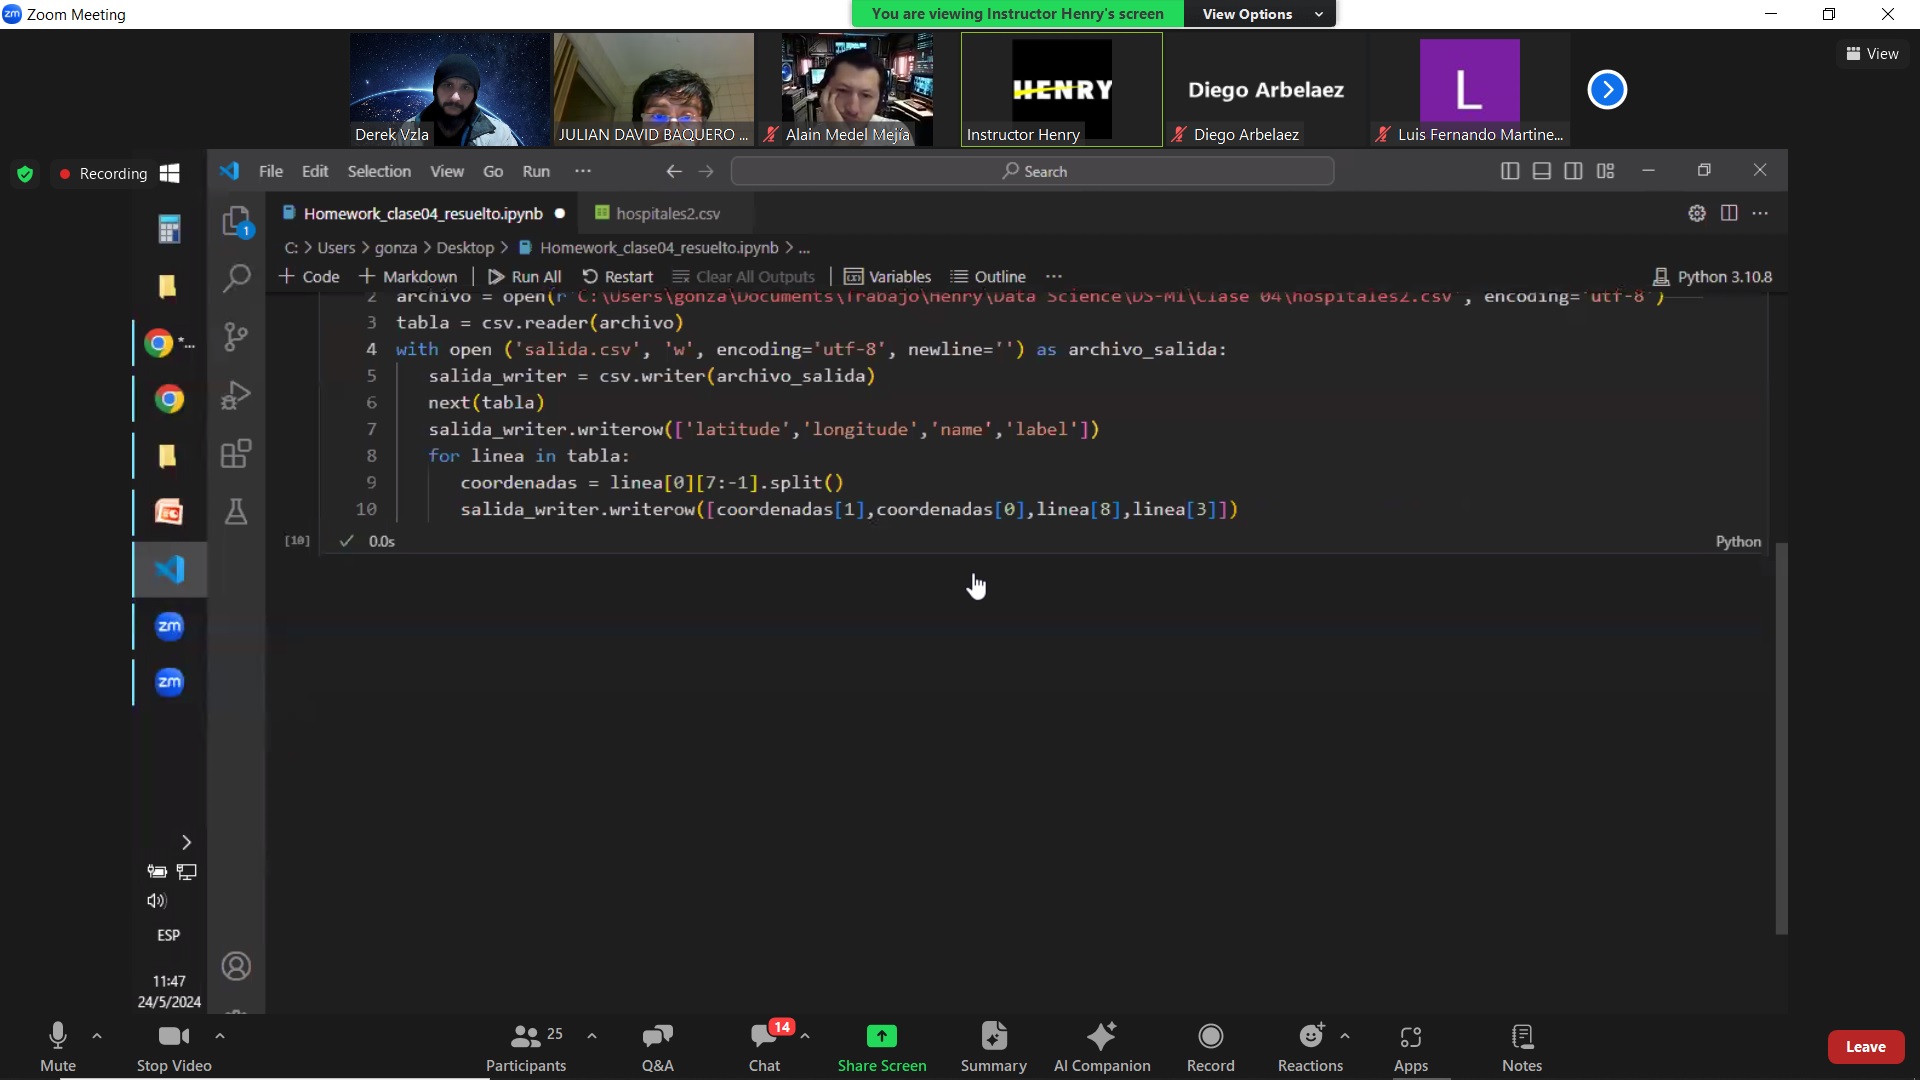 Zoom Meeting
You are viewing Instructor Henry's screen
View Options
View
Derek Vzla
JULIAN DAVID BAQUERO ...
Alain Medel Mejía
HENRY
Instructor Henry
Diego Arbelaez
Diego Arbelaez
L
Luis Fernando Martine...
Recording
File Edit Selection View Go Run ...
Search
Homework_clase04_resuelto.ipynb
hospitales2.csv
1
C: > Users > gonza > Desktop > Homework_clase04_resuelto.ipynb > ...
+ Code + Markdown | Run All Restart Clear All Outputs | Variables Outline ...
Python 3.10.8
2 archivo = open(r'C:\Users\gonza\Documents\Trabajo\Henry\Data Science\DS-M1\Clase 04\hospitales2.csv', encoding='utf-8')
3 tabla = csv.reader(archivo)
4 with open ('salida.csv', 'w', encoding='utf-8', newline='') as archivo_salida:
5 salida_writer = csv.writer(archivo_salida)
6 next(tabla)
7 salida_writer.writerow(['latitude','longitude','name','label'])
8 for linea in tabla:
9 coordenadas = linea[0][7:-1].split()
10 salida_writer.writerow([coordenadas[1],coordenadas[0],linea[8],linea[3]])
[10]
0.0s
Python
zm
zm
ESP
11:47
24/5/2024
Mute
Stop Video
25
Participants
Q&A
14
Chat
Share Screen
Summary
AI Companion
Record
Reactions
Apps
Notes
Leave